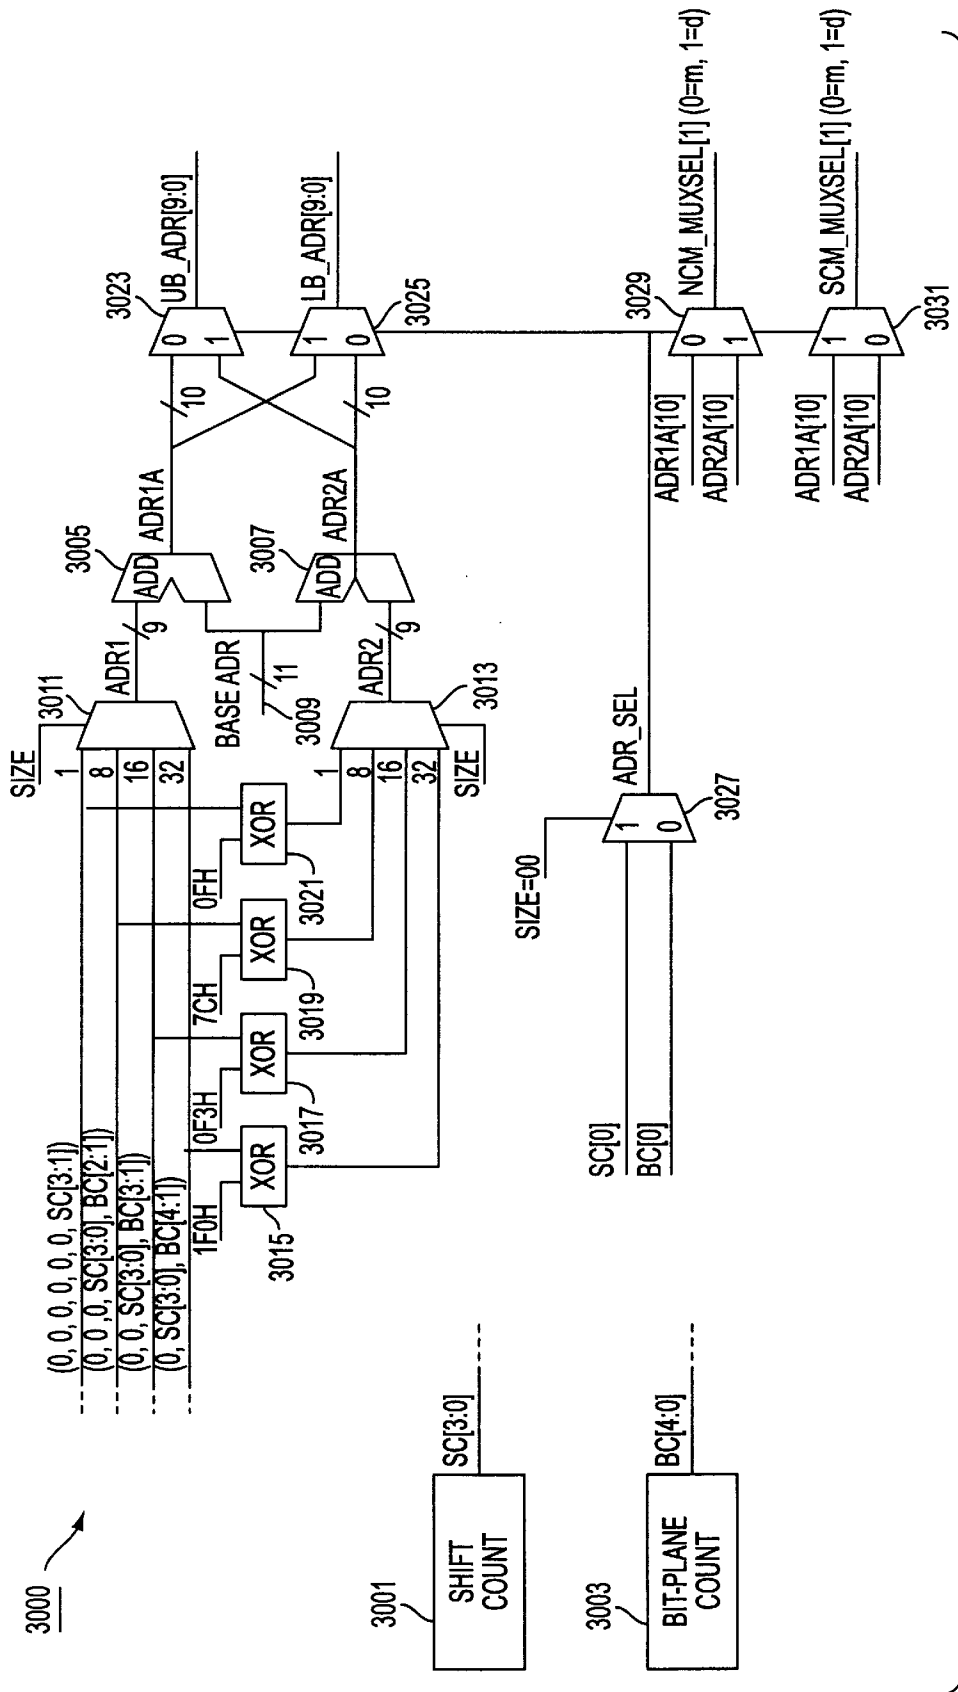 3000
3001
SHIFT
COUNT
SC[3:0]
3003
BIT-PLANE
COUNT
BC[4:0]
(0, 0, 0, 0, 0, 0, SC[3:1])
(0, 0 ,0, SC[3:0], BC[2:1])
(0, 0, SC[3:0], BC[3:1])
(0, SC[3:0], BC[4:1])
1F0H
XOR
3015
0F3H
XOR
3017
7CH
XOR
3019
0FH
XOR
3021
SIZE
1
8
16
32
3011
ADR1
9
BASE ADR
11
3009
1
8
16
32
SIZE
3013
ADR2
9
3005
ADD
ADR1A
3007
ADD
ADR2A
10
10
3023
0
1
UB_ADR[9:0]
1
0
3025
LB_ADR[9:0]
SC[0]
BC[0]
SIZE=00
1
0
3027
ADR_SEL
ADR1A[10]
ADR2A[10]
0
1
3029
NCM_MUXSEL[1] (0=m, 1=d)
ADR1A[10]
ADR2A[10]
1
0
3031
SCM_MUXSEL[1] (0=m, 1=d)